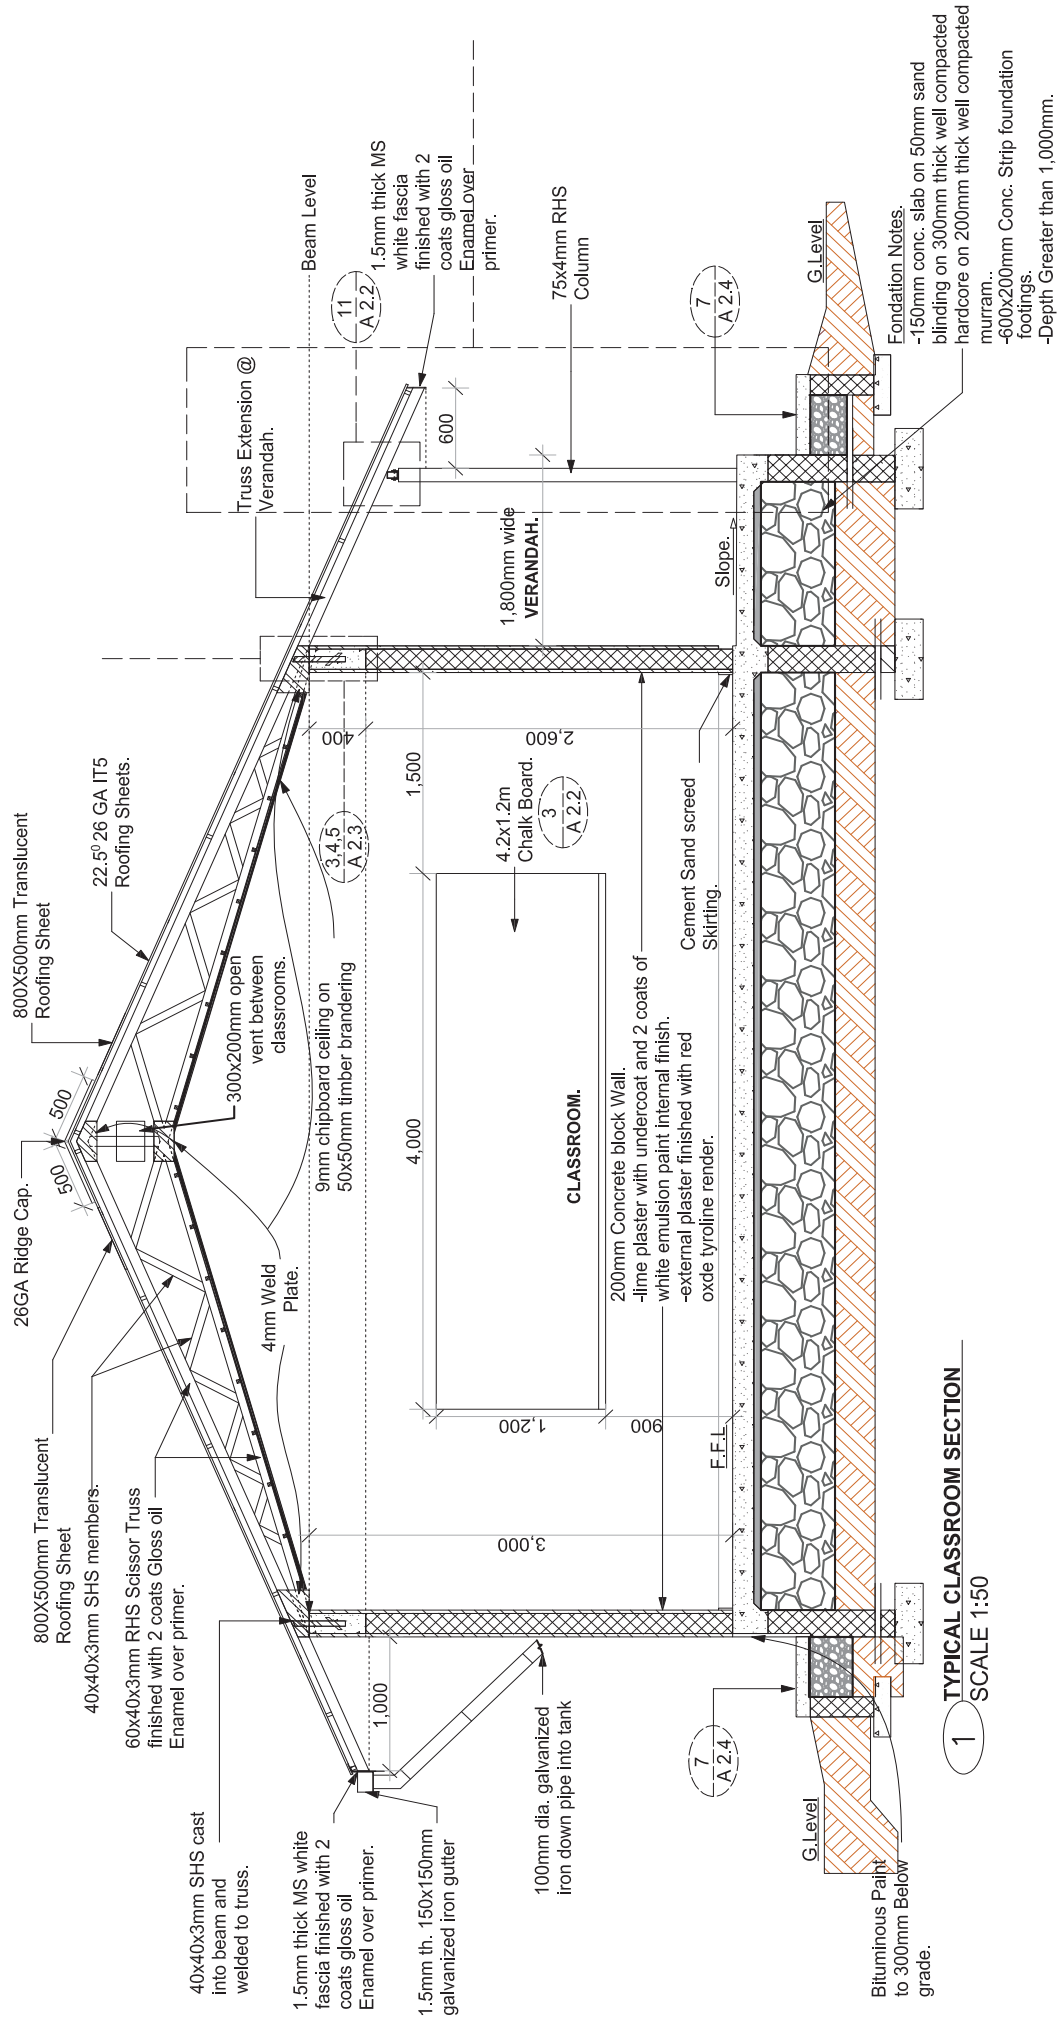 26GA Ridge Cap.
800X500mm Translucent
Roofing Sheet
22.5⁰ 26 GA IT5
Roofing Sheets.
500
500
800X500mm Translucent
Roofing Sheet
40x40x3mm SHS members.
60x40x3mm RHS Scissor Truss
finished with 2 coats Gloss oil
Enamel over primer.
40x40x3mm SHS cast
into beam and
welded to truss.
1.5mm thick MS white
fascia finished with 2
coats gloss oil
Enamel over primer.
1.5mm th. 150x150mm
galvanized iron gutter
100mm dia. galvanized
iron down pipe into tank
1,000
4mm Weld
Plate.
300x200mm open
vent between
classrooms.
9mm chipboard ceiling on
50x50mm timber brandering
3,4,5
A 2.3
Truss Extension @
Verandah.
Beam Level
11
A 2.2
1.5mm thick MS
white fascia
finished with 2
coats gloss oil
Enamel over
primer.
600
75x4mm RHS
Column
1,800mm wide
VERANDAH.
400
2,600
1,500
4,000
4.2x1.2m
Chalk Board.
3
A 2.2
CLASSROOM.
1,200
900
3,000
F.F.L
200mm Concrete block Wall.
-lime plaster with undercoat and 2 coats of
white emulsion paint internal finish.
-external plaster finished with red
oxde tyroline render.
Cement Sand screed
Skirting.
Slope.
7
A 2.4
7
A 2.4
G.Level
G.Level
Bituminous Paint
to 300mm Below
grade.
Fondation Notes.
-150mm conc. slab on 50mm sand
blinding on 300mm thick well compacted
hardcore on 200mm thick well compacted
murram..
-600x200mm Conc. Strip foundation
footings.
-Depth Greater than 1,000mm.
1
TYPICAL CLASSROOM SECTION
SCALE 1:50